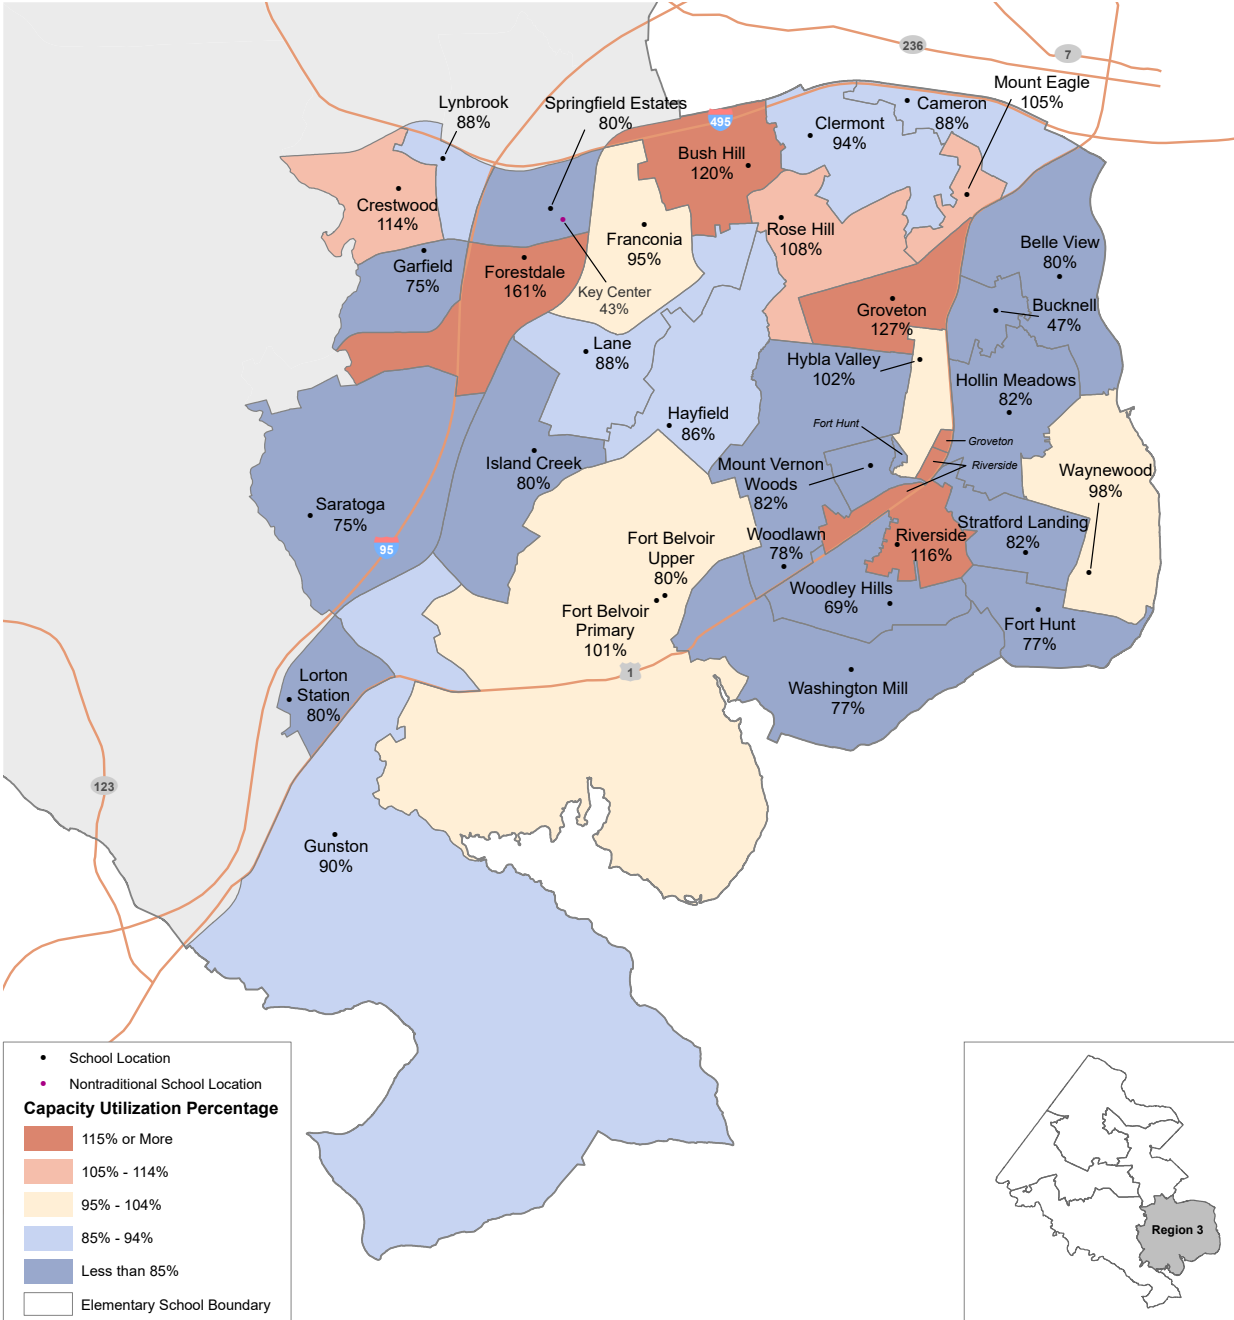 236
7
Mount Eagle
105%
Lynbrook
88%
Springfield Estates
80%
Cameron
88%
495
Clermont
94%
Bush Hill
120%
Crestwood
114%
Rose Hill
108%
Franconia
95%
Belle View
80%
Garfield
75%
Forestdale
161%
Key Center
43%
Groveton
127%
Bucknell
47%
Lane
88%
Hybla Valley
102%
Hollin Meadows
82%
Hayfield
86%
Fort Hunt
Groveton
Riverside
Island Creek
80%
Mount Vernon
Woods
82%
Waynewood
98%
Saratoga
75%
95
Fort Belvoir
Upper
80%
Woodlawn
78%
Riverside
116%
Stratford Landing
82%
Woodley Hills
69%
Fort Belvoir
Primary
101%
Fort Hunt
77%
1
Lorton
Station
80%
Washington Mill
77%
123
Gunston
90%
School Location
Nontraditional School Location
Capacity Utilization Percentage
115% or More
105% - 114%
95% - 104%
85% - 94%
Less than 85%
Elementary School Boundary
Region 3